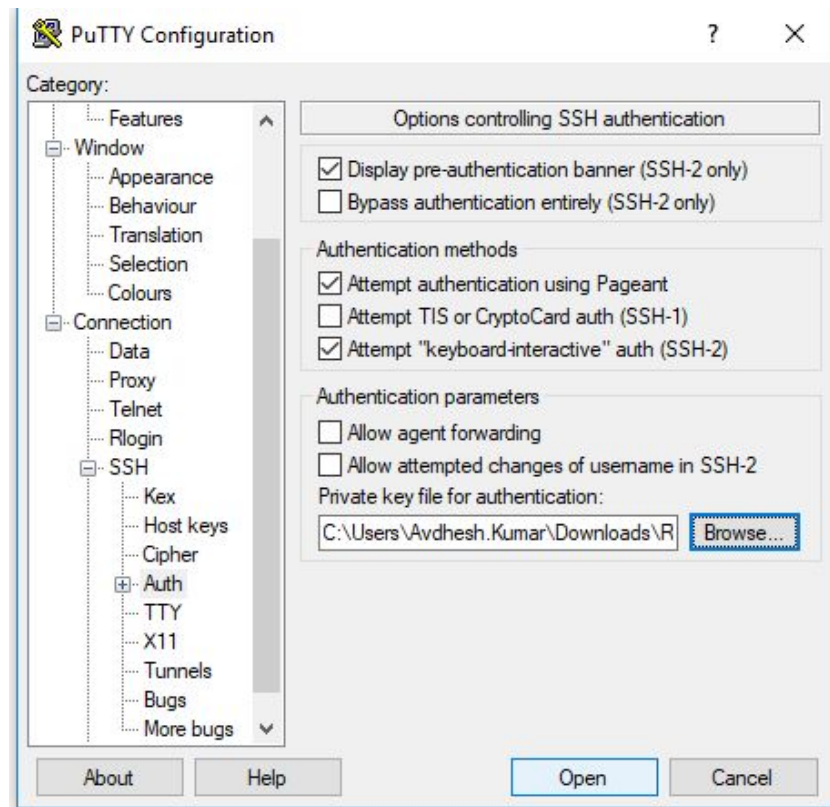 PuTTY Configuration
?
Category:
Features
Window
Appearance
Behaviour
Translation
Selection
Colours
Connection
Data
Proxy
Telnet
Rlogin
SSH
Kex
Host keys
Cipher
Auth
TTY
X11
Tunnels
Bugs
More bugs
Options controlling SSH authentication
Display pre-authentication banner (SSH-2 only)
Bypass authentication entirely (SSH-2 only)
Authentication methods
Attempt authentication using Pageant
Attempt TIS or CryptoCard auth (SSH-1)
Attempt "keyboard-interactive" auth (SSH-2)
Authentication parameters
Allow agent forwarding
Allow attempted changes of username in SSH-2
Private key file for authentication:
C:\Users\Avdhesh.Kumar\Downloads\R Browse...
About Help Open Cancel